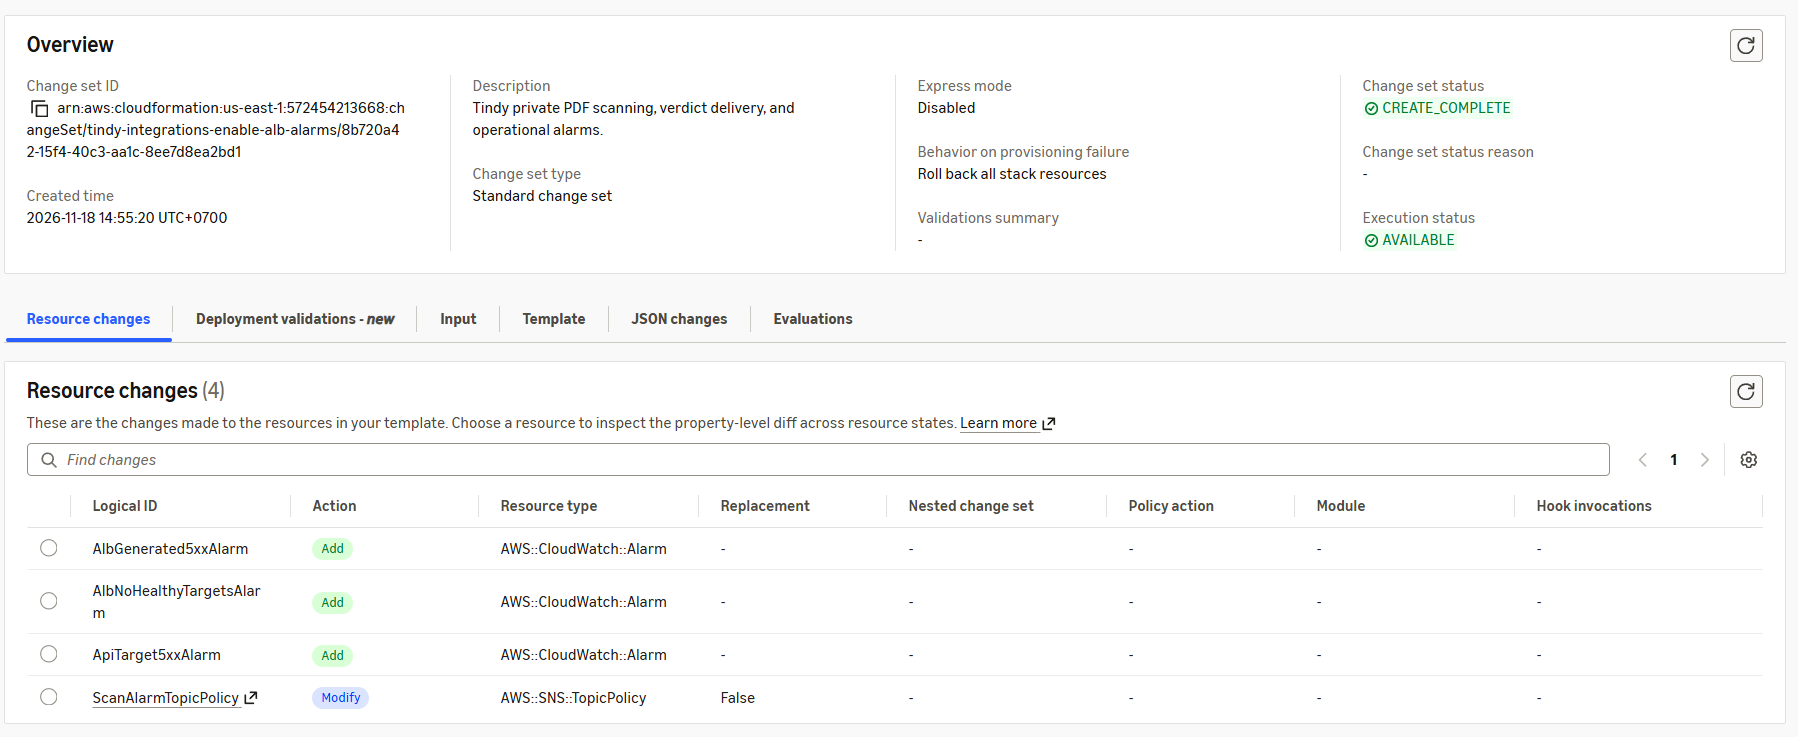 Overview
Change set ID
arn:aws:cloudformation:us-east-1:572454213668:ch
angeSet/tindy-integrations-enable-alb-alarms/8b720a4
2-15f4-40c3-aa1c-8ee7d8ea2bd1
Created time
2026-11-18 14:55:20 UTC+0700
Description
Tindy private PDF scanning, verdict delivery, and
operational alarms.
Change set type
Standard change set
Express mode
Disabled
Behavior on provisioning failure
Roll back all stack resources
Validations summary
-
Change set status
CREATE_COMPLETE
Change set status reason
-
Execution status
AVAILABLE
Resource changes
Deployment validations - new
Input
Template
JSON changes
Evaluations
Resource changes (4)
These are the changes made to the resources in your template. Choose a resource to inspect the property-level diff across resource states. Learn more
Find changes
1
Logical ID Action Resource type Replacement Nested change set Policy action Module Hook invocations
AlbGenerated5xxAlarm Add AWS::CloudWatch::Alarm - - - - -
AlbNoHealthyTargetsAlar
m Add AWS::CloudWatch::Alarm - - - - -
ApiTarget5xxAlarm Add AWS::CloudWatch::Alarm - - - - -
ScanAlarmTopicPolicy Modify AWS::SNS::TopicPolicy False - - - -